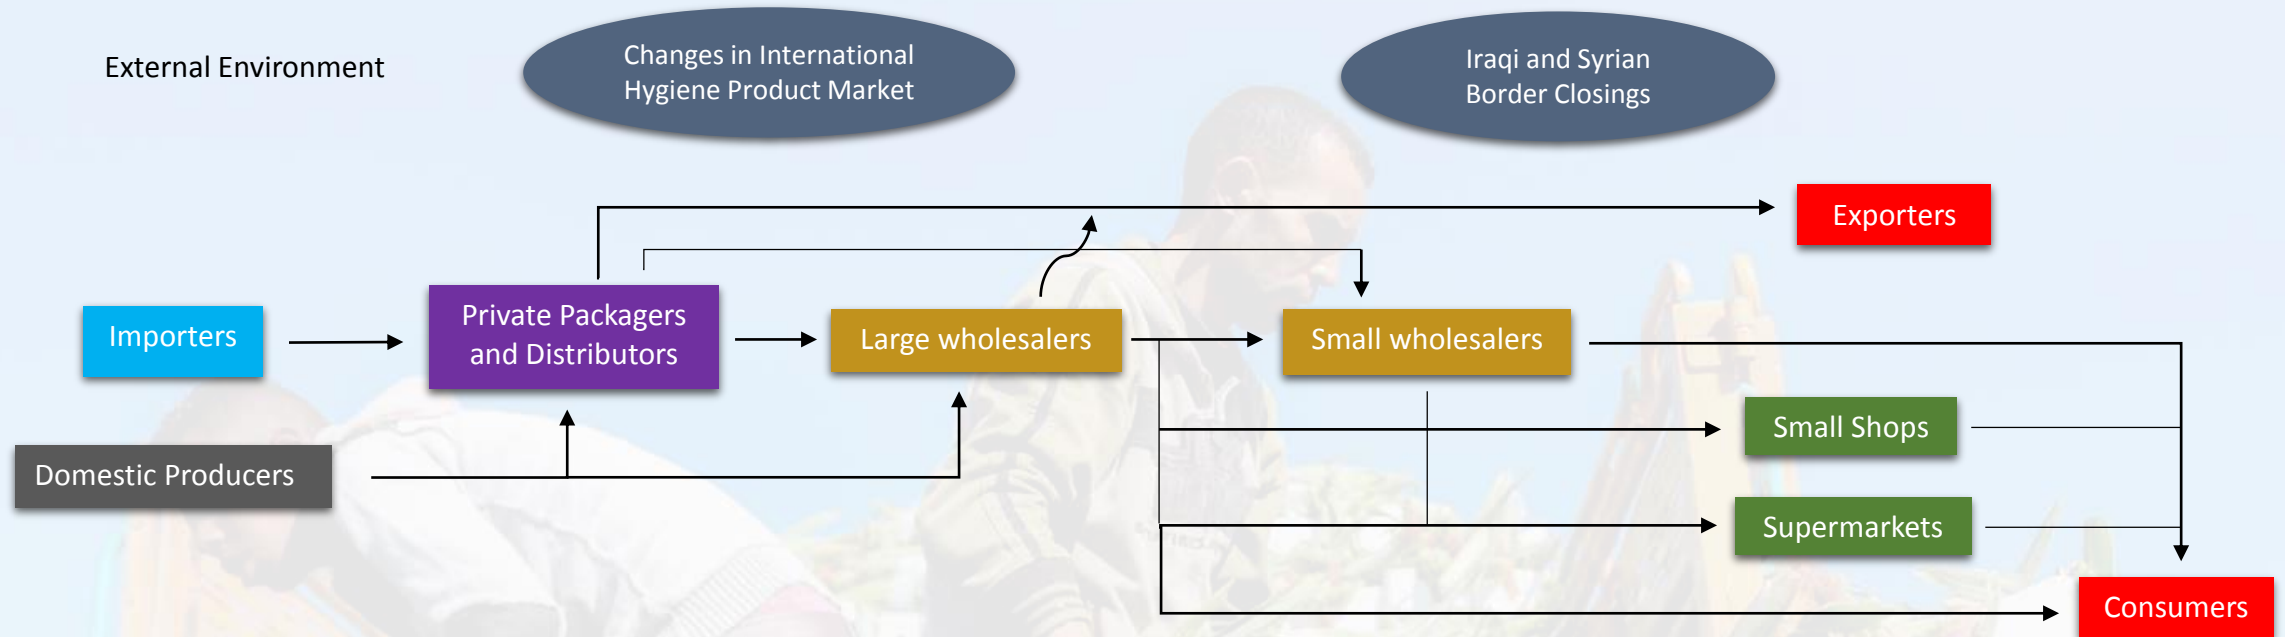 External Environment
Changes in International
Hygiene Product Market
Iraqi and Syrian
Border Closings
Exporters
Importers
Private Packagers
and Distributors
Large wholesalers
Small wholesalers
Small Shops
Domestic Producers
Supermarkets
Consumers